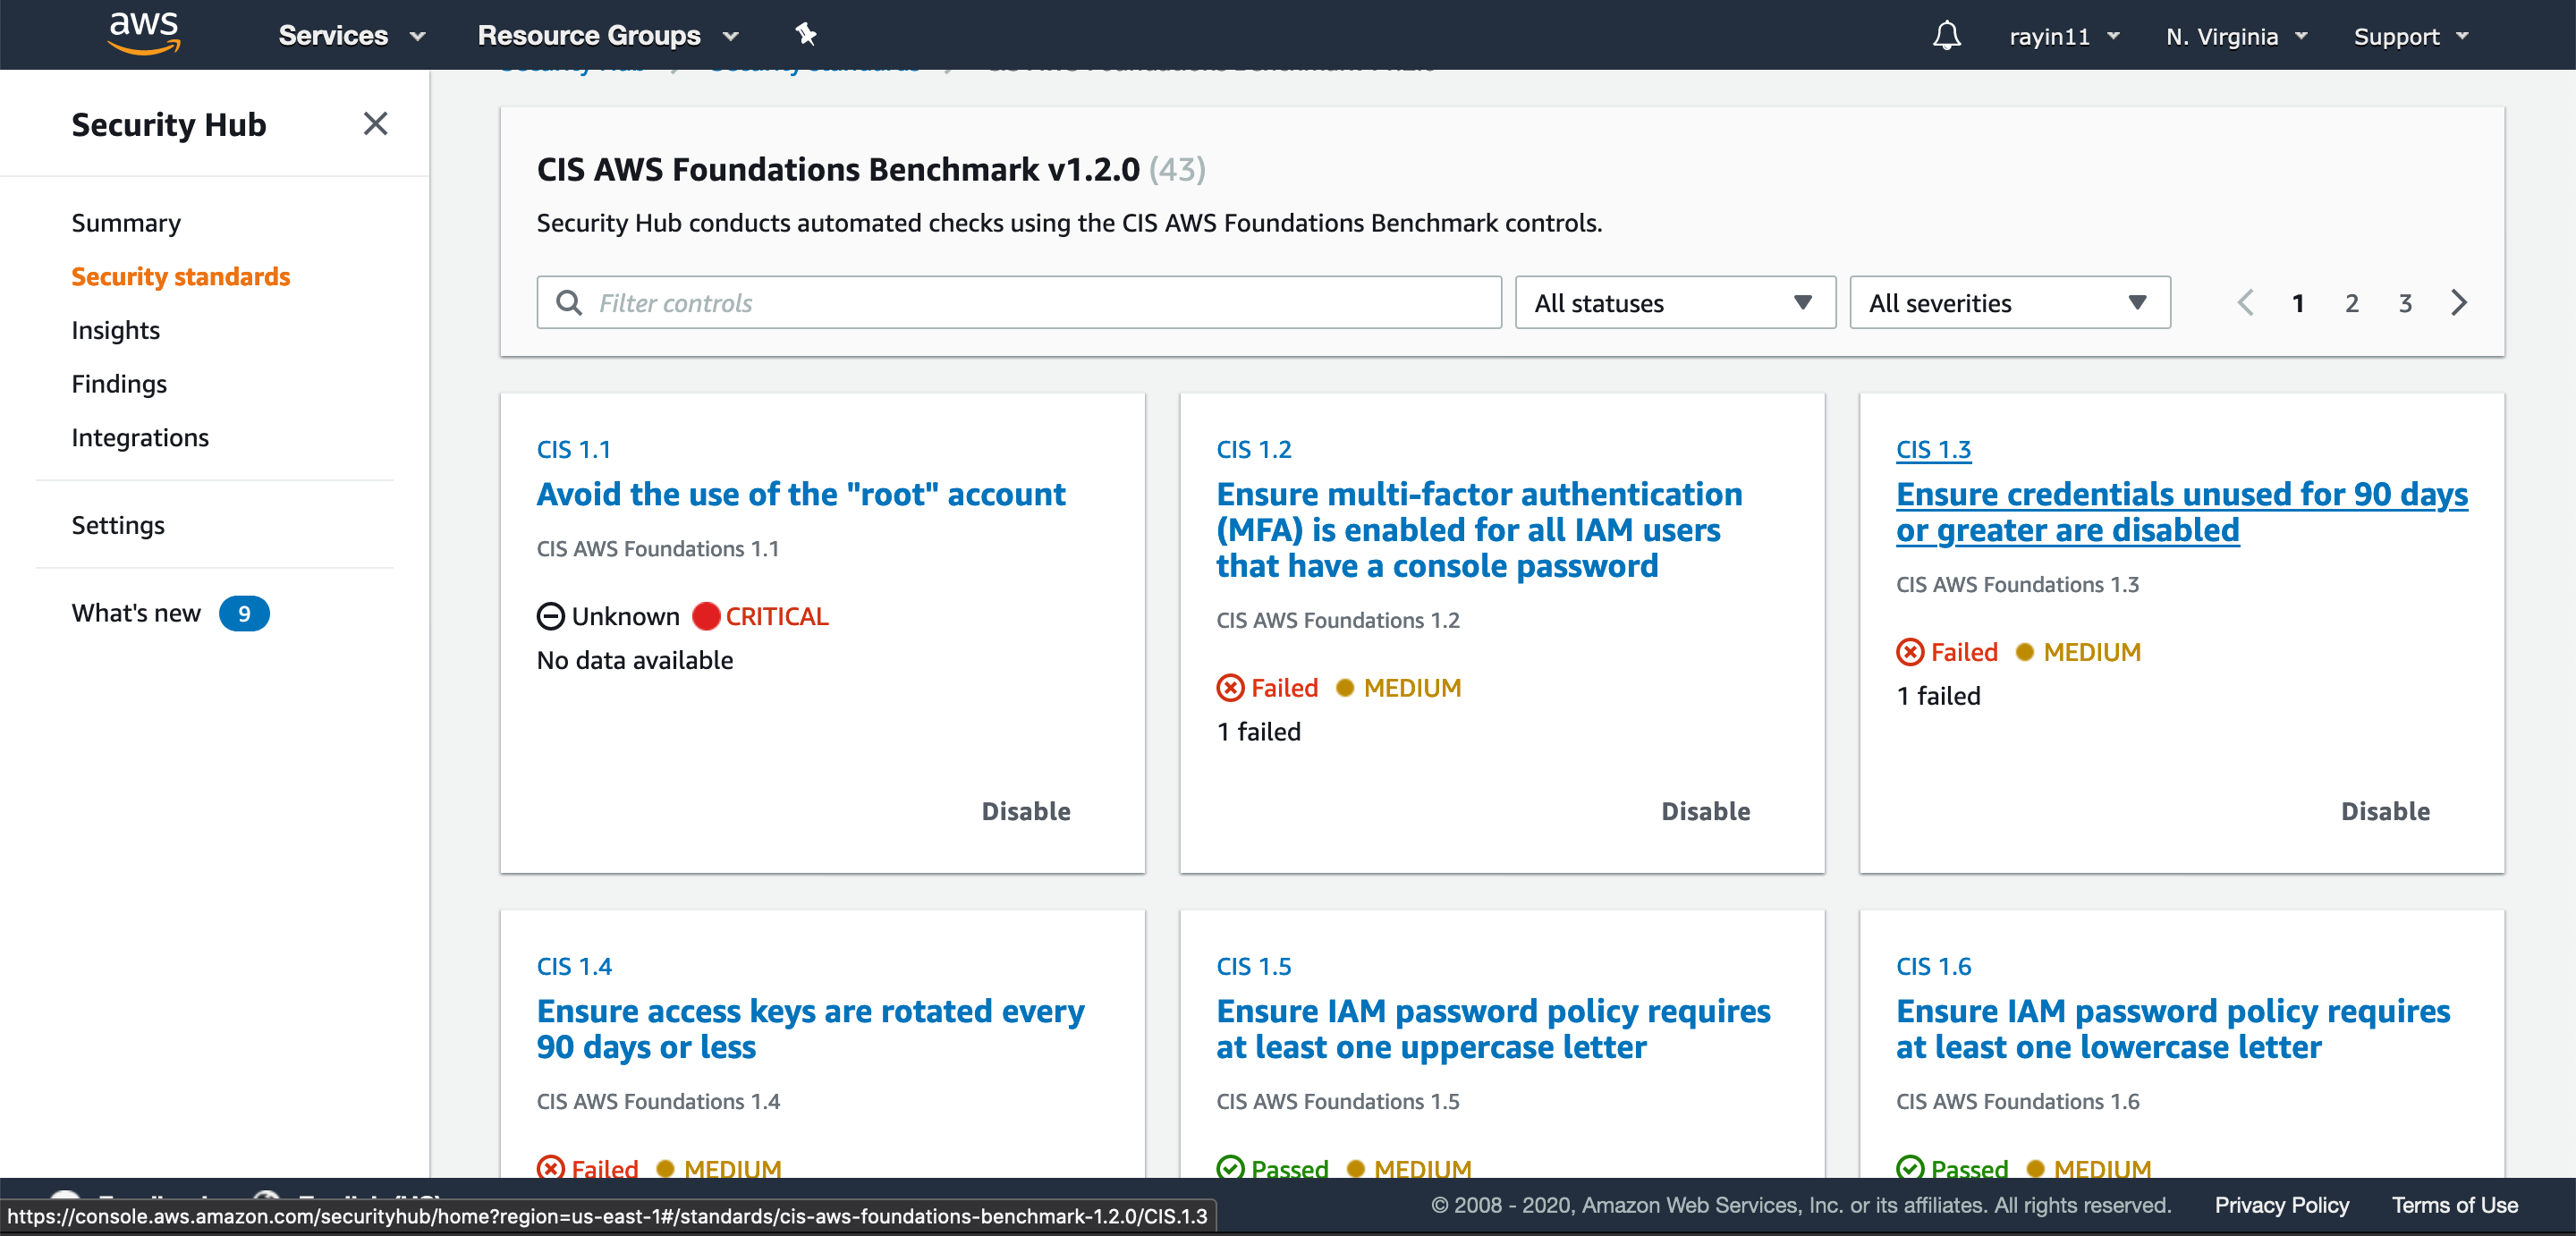 aws
Services
Resource Groups
rayin11
N. Virginia
Support
Security Hub
Summary
Security standards
Insights
Findings
Integrations
Settings
What's new 9
CIS AWS Foundations Benchmark v1.2.0 (43)
Security Hub conducts automated checks using the CIS AWS Foundations Benchmark controls.
Filter controls
All statuses
All severities
1 2 3
CIS 1.1
Avoid the use of the "root" account
CIS AWS Foundations 1.1
Unknown CRITICAL
No data available
Disable
CIS 1.2
Ensure multi-factor authentication
(MFA) is enabled for all IAM users
that have a console password
CIS AWS Foundations 1.2
Failed MEDIUM
1 failed
Disable
CIS 1.3
Ensure credentials unused for 90 days
or greater are disabled
CIS AWS Foundations 1.3
Failed MEDIUM
1 failed
Disable
CIS 1.4
Ensure access keys are rotated every
90 days or less
CIS AWS Foundations 1.4
Failed MEDIUM
CIS 1.5
Ensure IAM password policy requires
at least one uppercase letter
CIS AWS Foundations 1.5
Passed MEDIUM
CIS 1.6
Ensure IAM password policy requires
at least one lowercase letter
CIS AWS Foundations 1.6
Passed MEDIUM
https://console.aws.amazon.com/securityhub/home?region=us-east-1#/standards/cis-aws-foundations-benchmark-1.2.0/CIS.1.3
© 2008 - 2020, Amazon Web Services, Inc. or its affiliates. All rights reserved.
Privacy Policy
Terms of Use